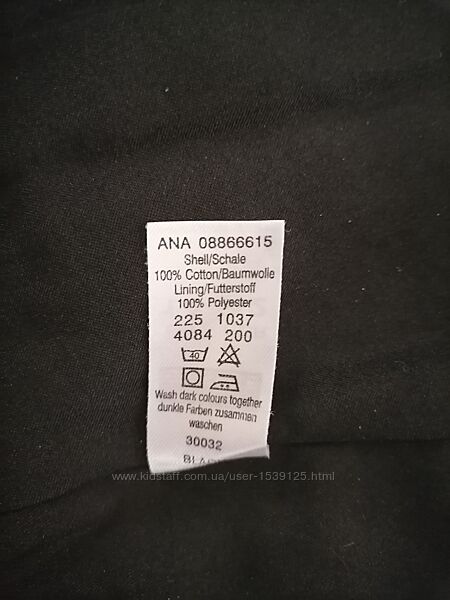 ANA 08866615
Shell/Schale
100% Cotton/Baumwolle
Lining/Futterstoff
100% Polyester
225 1037
4084 200
40
Wash dark colours together
dunkle Farben zusammen
waschen
30032
www.kidstaff.com.ua/user-1539125.html